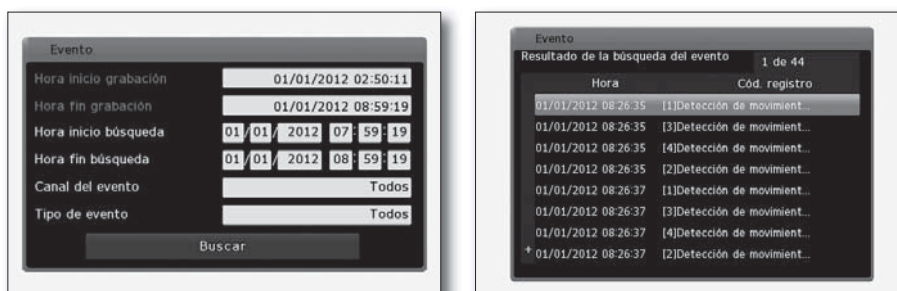 Evento
Hora inicio grabación 01/01/2012 02:50:11
Hora fin grabación 01/01/2012 08:59:19
Hora inicio búsqueda 01/01/2012 07:59:19
Hora fin búsqueda 01/01/2012 08:59:19
Canal del evento Todos
Tipo de evento Todos
Buscar
Evento
Resultado de la búsqueda del evento 1 de 44
Hora Cód. registro
01/01/2012 08:26:35 [1]Detección de movimient...
01/01/2012 08:26:35 [3]Detección de movimient...
01/01/2012 08:26:35 [4]Detección de movimient...
01/01/2012 08:26:35 [2]Detección de movimient...
01/01/2012 08:26:37 [1]Detección de movimient...
01/01/2012 08:26:37 [3]Detección de movimient...
01/01/2012 08:26:37 [4]Detección de movimient...
+ 01/01/2012 08:26:37 [2]Detección de movimient...